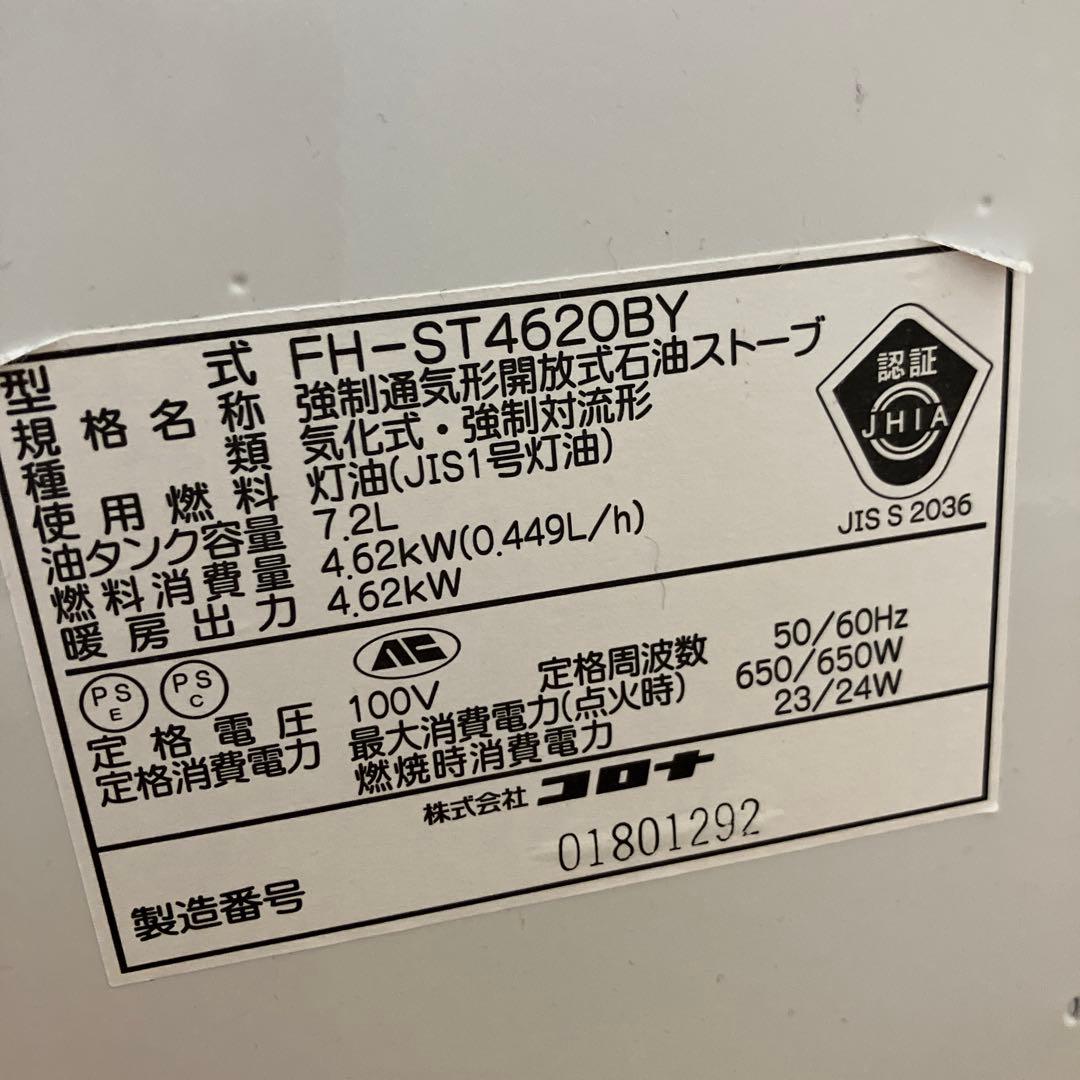 型式 FH-ST4620BY
規格名称 強制通気形開放式石油ストーブ
種類 気化式・強制対流形
使用燃料 灯油(JIS1号灯油)
油タンク容量 7.2L
燃料消費量 4.62kW(0.449L/h)
暖房出力 4.62kW
認証
JHIA
JIS S 2036
PS E PS C
定格電圧 100V 定格周波数 50/60Hz
定格消費電力 最大消費電力(点火時) 650/650W
燃焼時消費電力 23/24W
株式会社 コロナ
製造番号 01801292